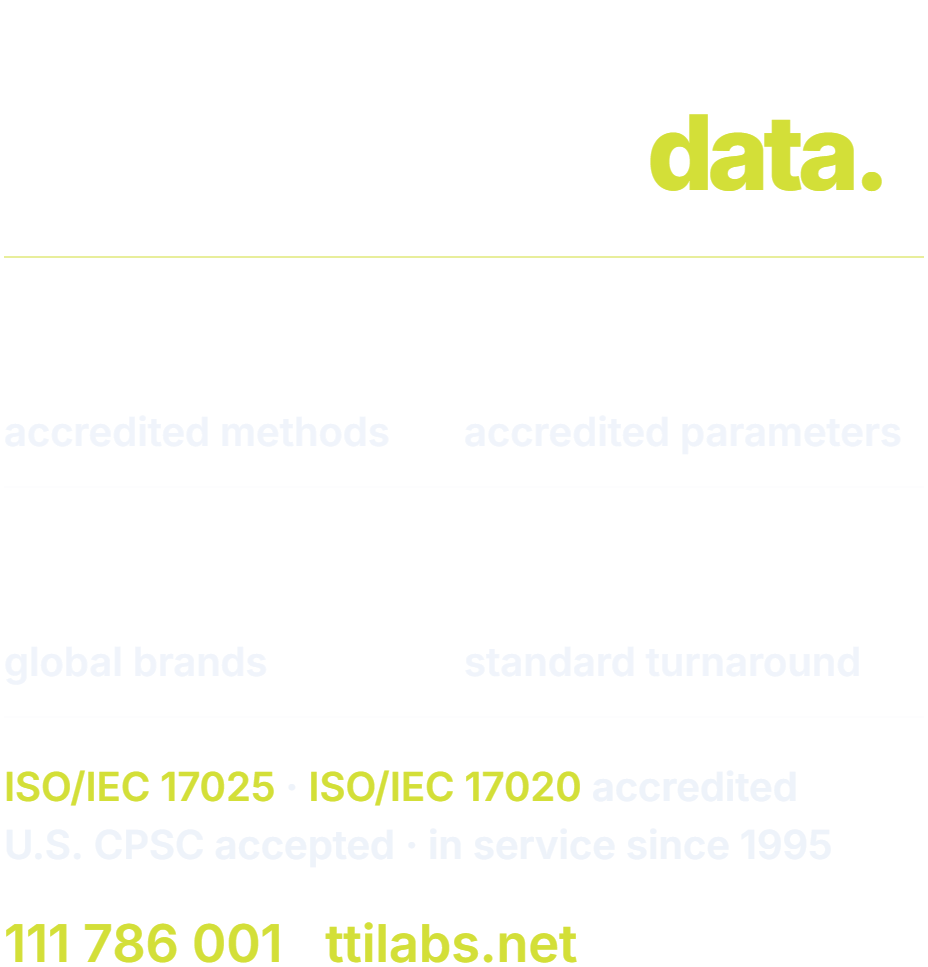 data.
accredited methods accredited parameters
global brands standard turnaround
ISO/IEC 17025 · ISO/IEC 17020 accredited
U.S. CPSC accepted · in service since 1995
111 786 001 ttilabs.net